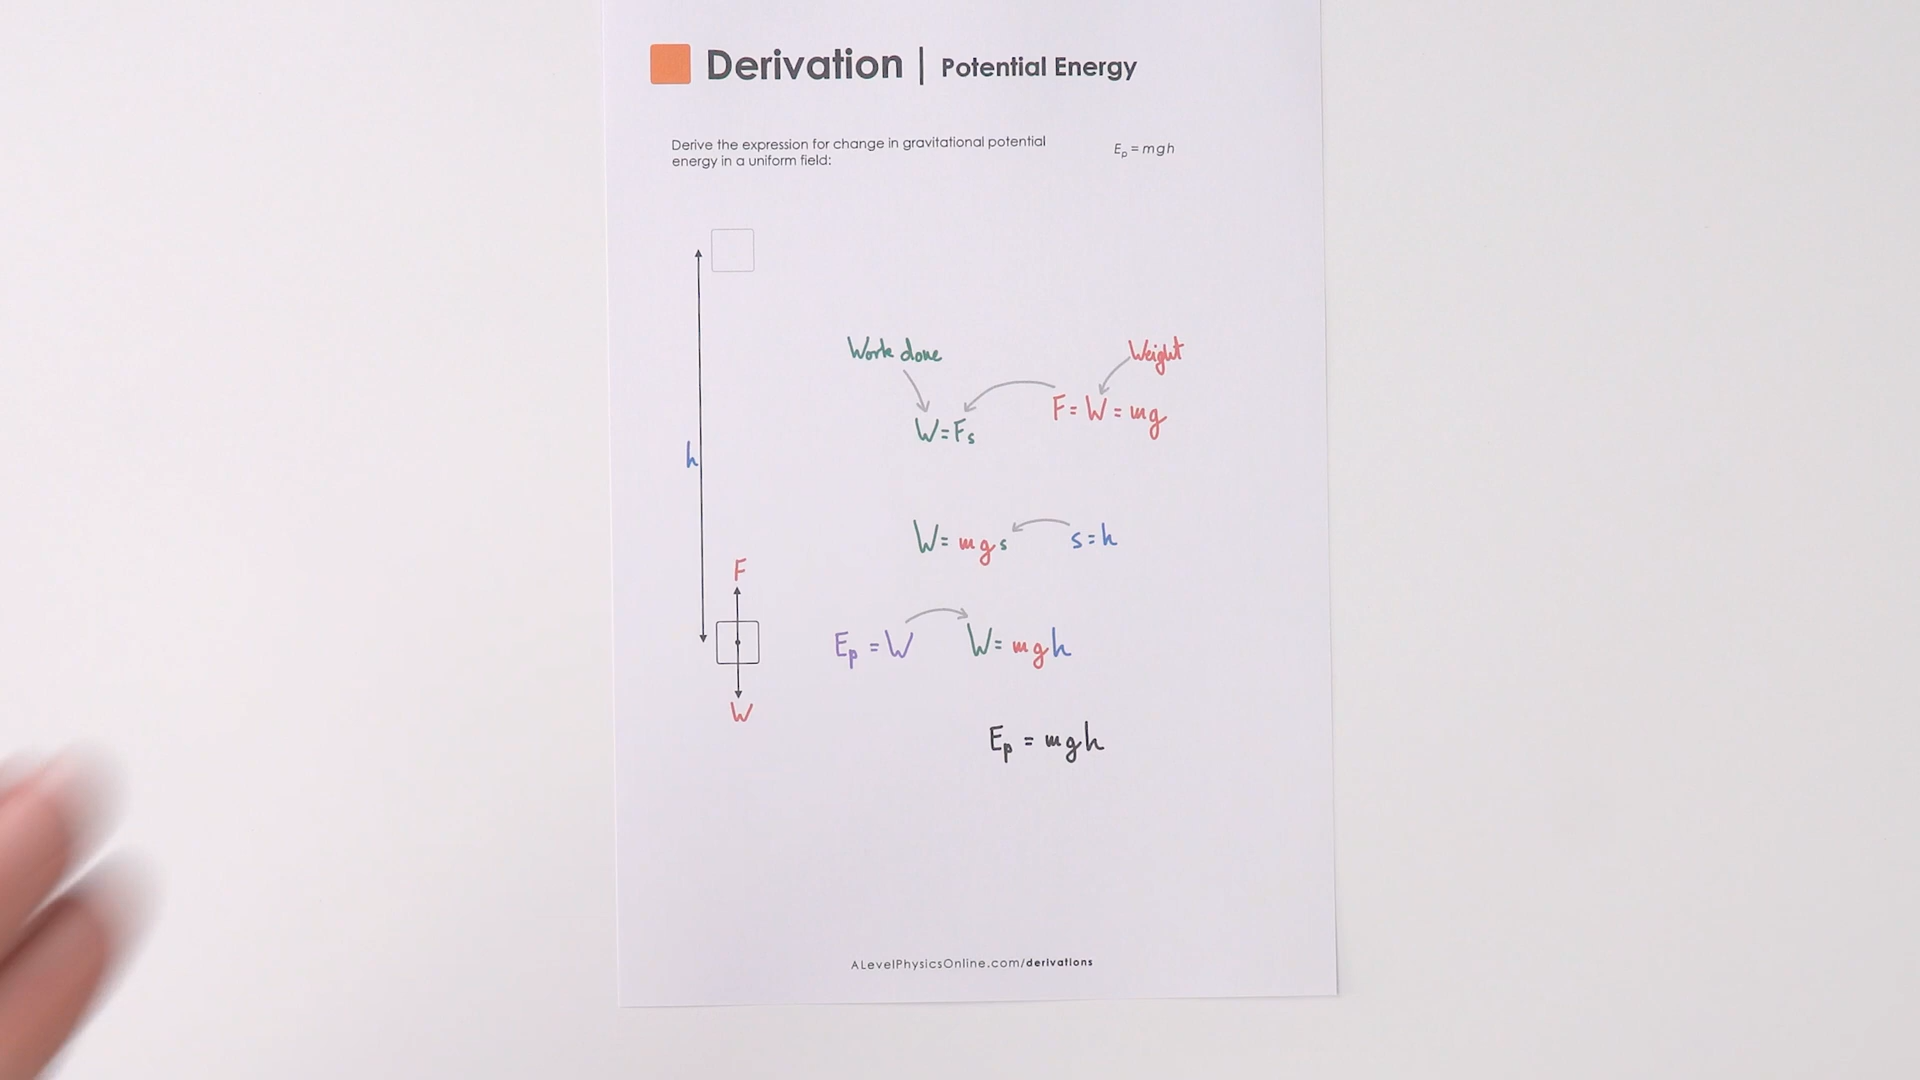 Derivation | Potential Energy
Derive the expression for change in gravitational potential
energy in a uniform field:
Eₚ = mgh
Work done
Weight
W=Fs
F=W=mg
h
W=mgs
s=h
F
Eₚ=W
W=mgh
W
Eₚ = mgh
ALevelPhysicsOnline.com/derivations